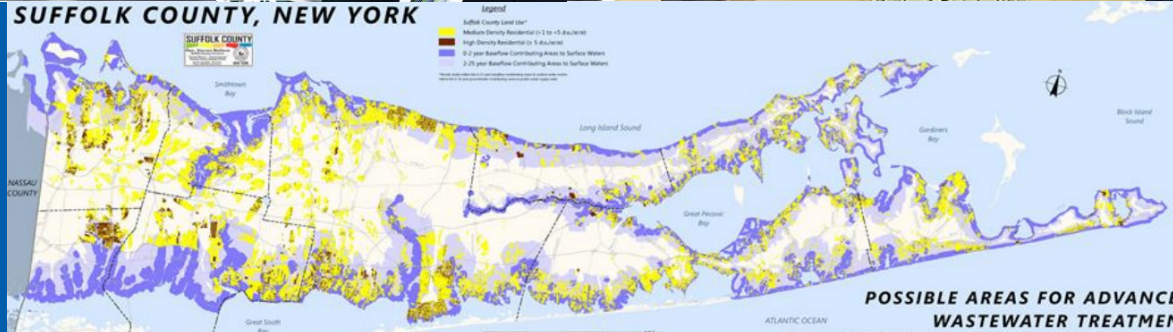 SUFFOLK COUNTY, NEW YORK
Legend
Suffolk County Land Use*
Medium Density Residential (>1 to <5 d.u./acre)
High Density Residential (≥ 5 d.u./acre)
0-2 year Baseflow Contributing Areas to Surface Waters
2-25 year Baseflow Contributing Areas to Surface Waters
SUFFOLK COUNTY
Smithtown
Bay
Long Island Sound
Block Island
Sound
Gardiners
Bay
NASSAU
COUNTY
Great Peconic
Bay
Great South
Bay
ATLANTIC OCEAN
POSSIBLE AREAS FOR ADVANCE
WASTEWATER TREATMEN